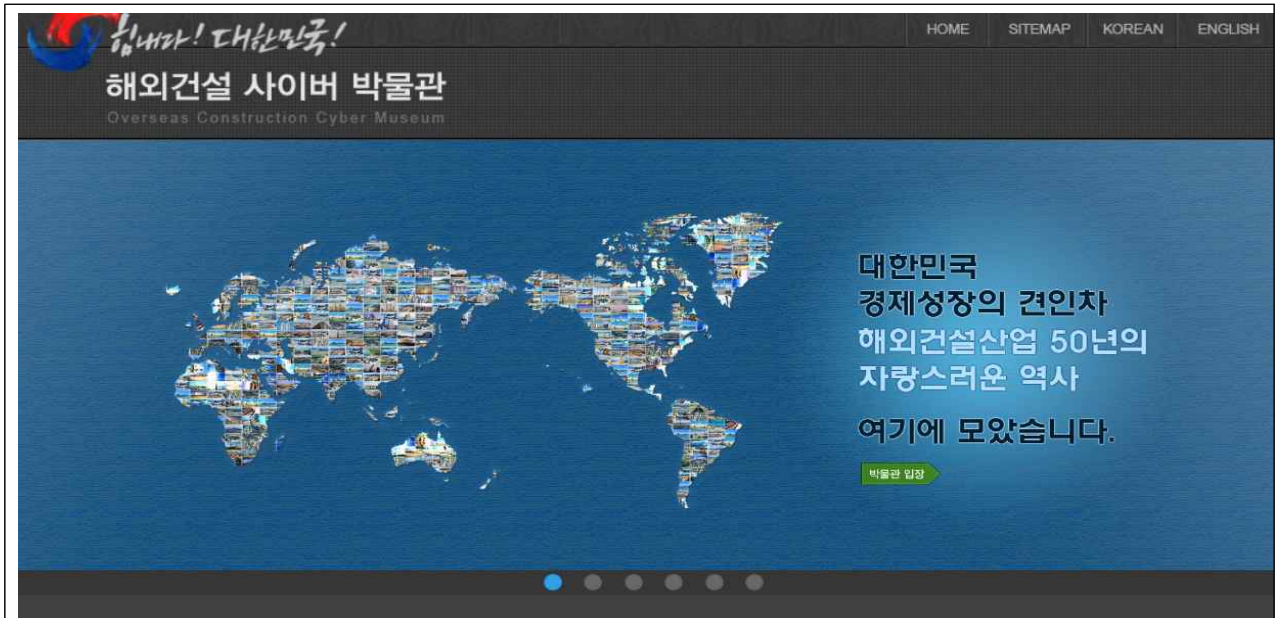 힘내라! 대한민국!
HOME SITEMAP KOREAN ENGLISH
해외건설 사이버 박물관
Overseas Construction Cyber Museum
대한민국
경제성장의 견인차
해외건설산업 50년의
자랑스러운 역사
여기에 모았습니다.
박물관 입장